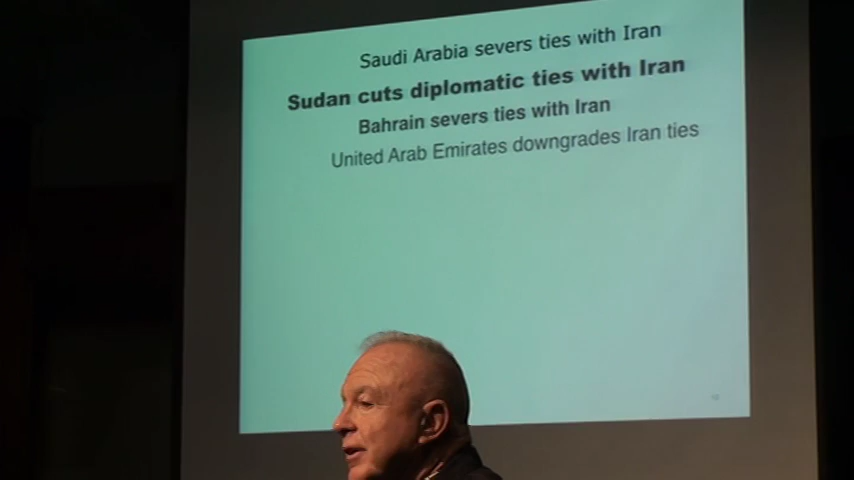 Saudi Arabia severs ties with Iran
Sudan cuts diplomatic ties with Iran
Bahrain severs ties with Iran
United Arab Emirates downgrades Iran ties